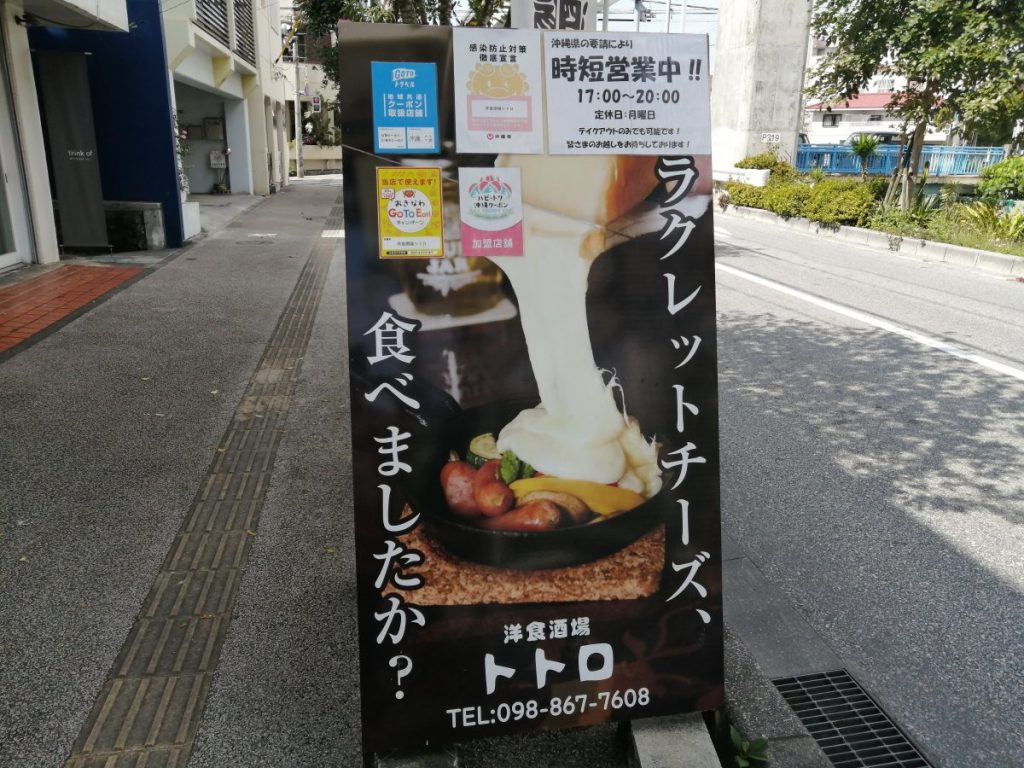 感染防止対策
徹底宣言
沖縄県の要請により
時短営業中!!
17:00〜20:00
定休日:月曜日
テイクアウトのみでも可能です!
皆さまのお越しをお待ちしております!
GoTo
トラベル
地域共通
クーポン
取扱店舗
当店で使えます!
おきなわ
GoTo Eat
キャンペーン
ハピトク
沖縄クーポン
加盟店舗
ラクレットチーズ、
食べましたか?
洋食酒場
トトロ
TEL:098-867-7608
P319